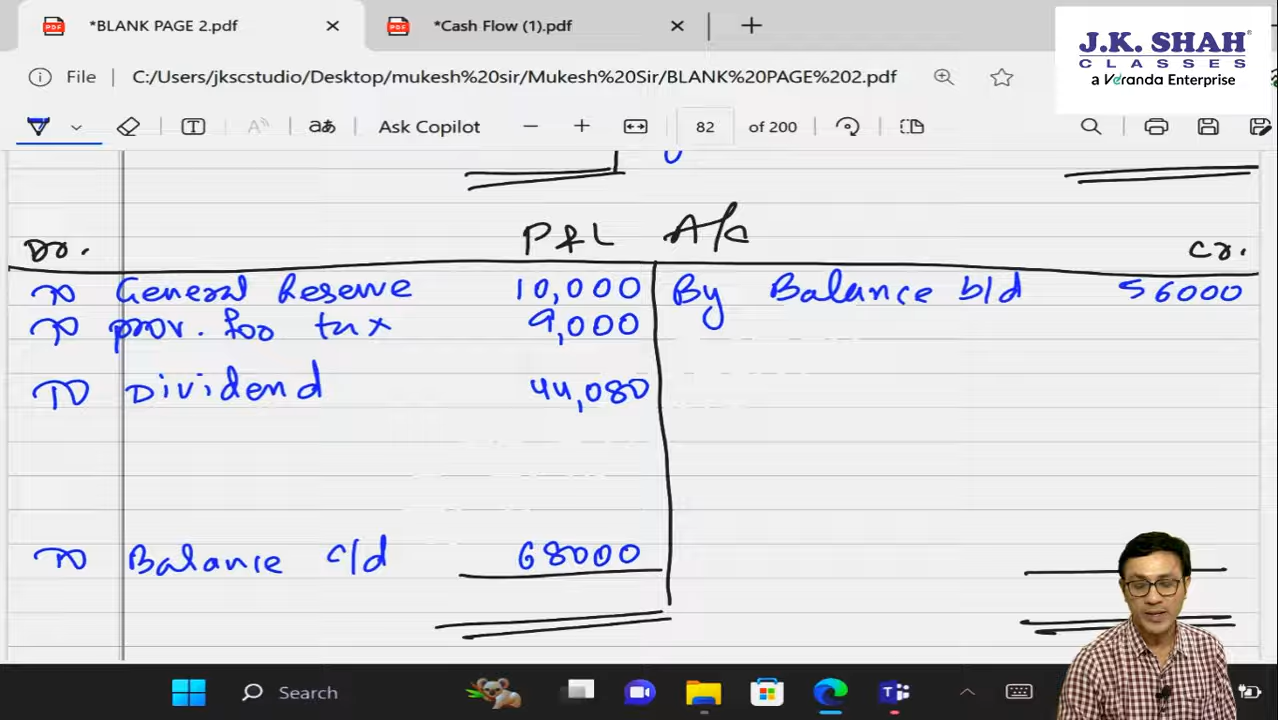 *BLANK PAGE 2.pdf
*Cash Flow (1).pdf
J.K. SHAH®
CLASSES
a Veranda Enterprise
File C:/Users/jkscstudio/Desktop/mukesh%20sir/Mukesh%20Sir/BLANK%20PAGE%202.pdf
aあ Ask Copilot 82 of 200
Dr. P&L A/c Cr.
To General Reserve 10,000 By Balance b/d 56000
To prov. for tax 9,000
To Dividend 44,080
To Balance c/d 68000
Search